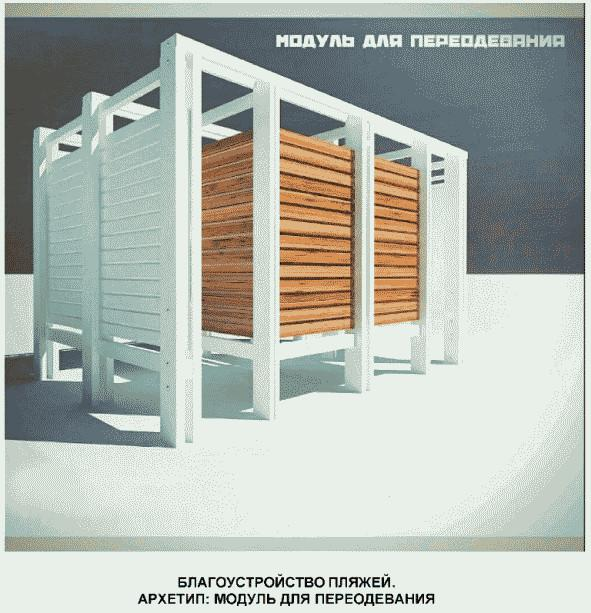 МОДУЛЬ ДЛЯ ПЕРЕОДЕВАНИЯ
БЛАГОУСТРОЙСТВО ПЛЯЖЕЙ.
АРХЕТИП: МОДУЛЬ ДЛЯ ПЕРЕОДЕВАНИЯ